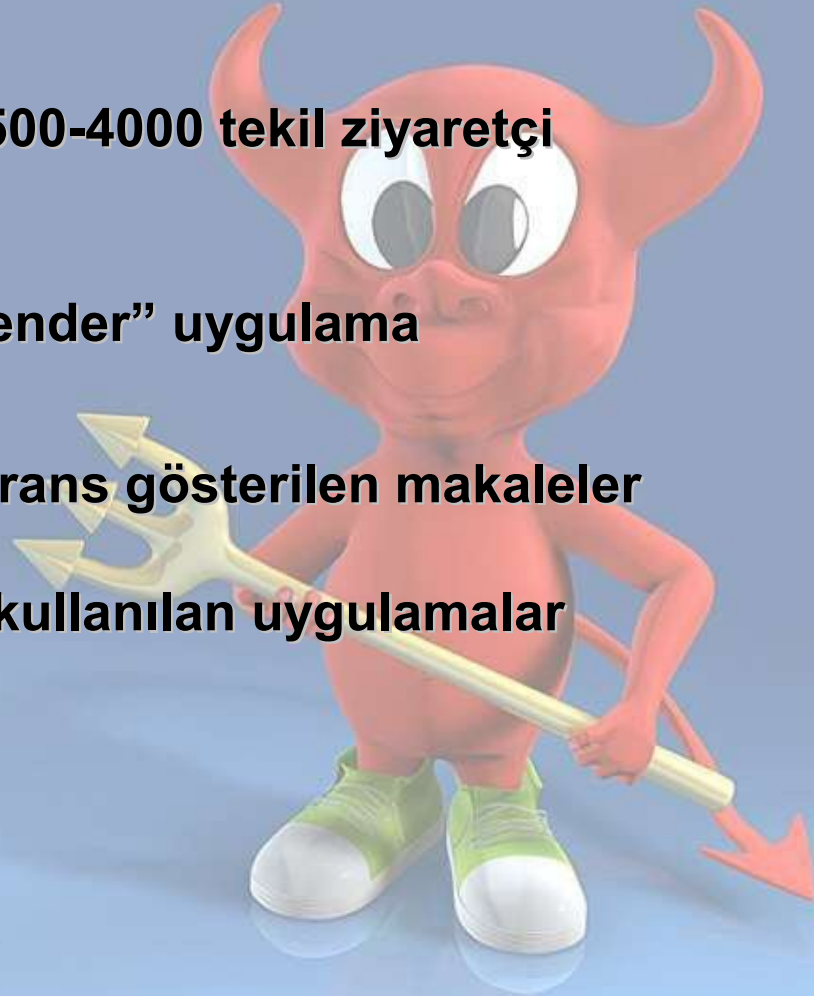 500-4000 tekil ziyaretçi
ender” uygulama
rans gösterilen makaleler
kullanılan uygulamalar